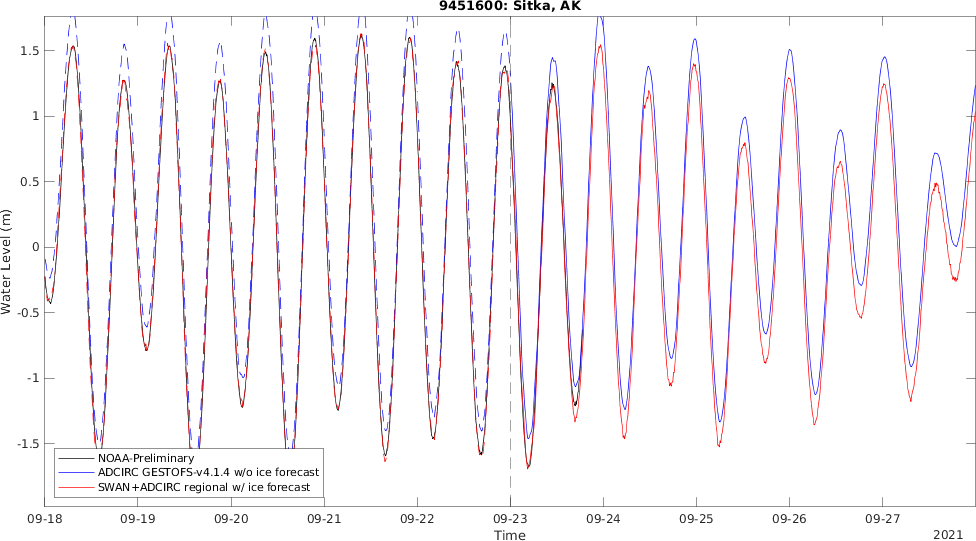 9451600: Sitka, AK
Water Level (m)
1.5
1
0.5
0
-0.5
-1
-1.5
NOAA-Preliminary
ADCIRC GESTOFS-v4.1.4 w/o ice forecast
SWAN+ADCIRC regional w/ ice forecast
09-18 09-19 09-20 09-21 09-22 09-23 09-24 09-25 09-26 09-27
Time
2021